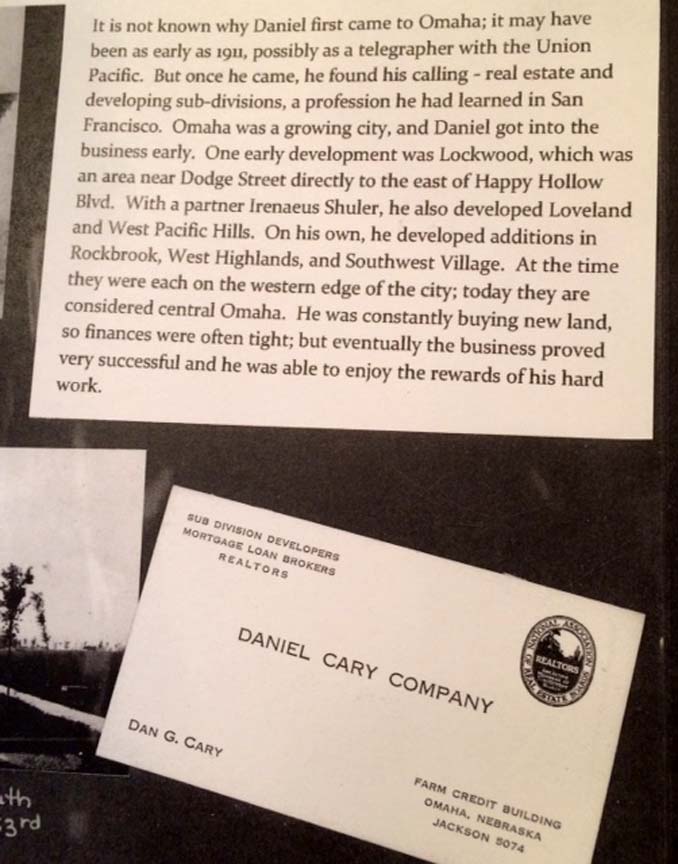 It is not known why Daniel first came to Omaha; it may have
been as early as 1911, possibly as a telegrapher with the Union
Pacific. But once he came, he found his calling - real estate and
developing sub-divisions, a profession he had learned in San
Francisco. Omaha was a growing city, and Daniel got into the
business early. One early development was Lockwood, which was
an area near Dodge Street directly to the east of Happy Hollow
Blvd. With a partner Irenaeus Shuler, he also developed Loveland
and West Pacific Hills. On his own, he developed additions in
Rockbrook, West Highlands, and Southwest Village. At the time
they were each on the western edge of the city; today they are
considered central Omaha. He was constantly buying new land,
so finances were often tight; but eventually the business proved
very successful and he was able to enjoy the rewards of his hard
work.
SUB DIVISION DEVELOPERS
MORTGAGE LOAN BROKERS
REALTORS
NATIONAL ASSOCIATION
OF REAL ESTATE BOARDS
REALTORS
DANIEL CARY COMPANY
DAN G. CARY
FARM CREDIT BUILDING
OMAHA, NEBRASKA
JACKSON 5074
3rd